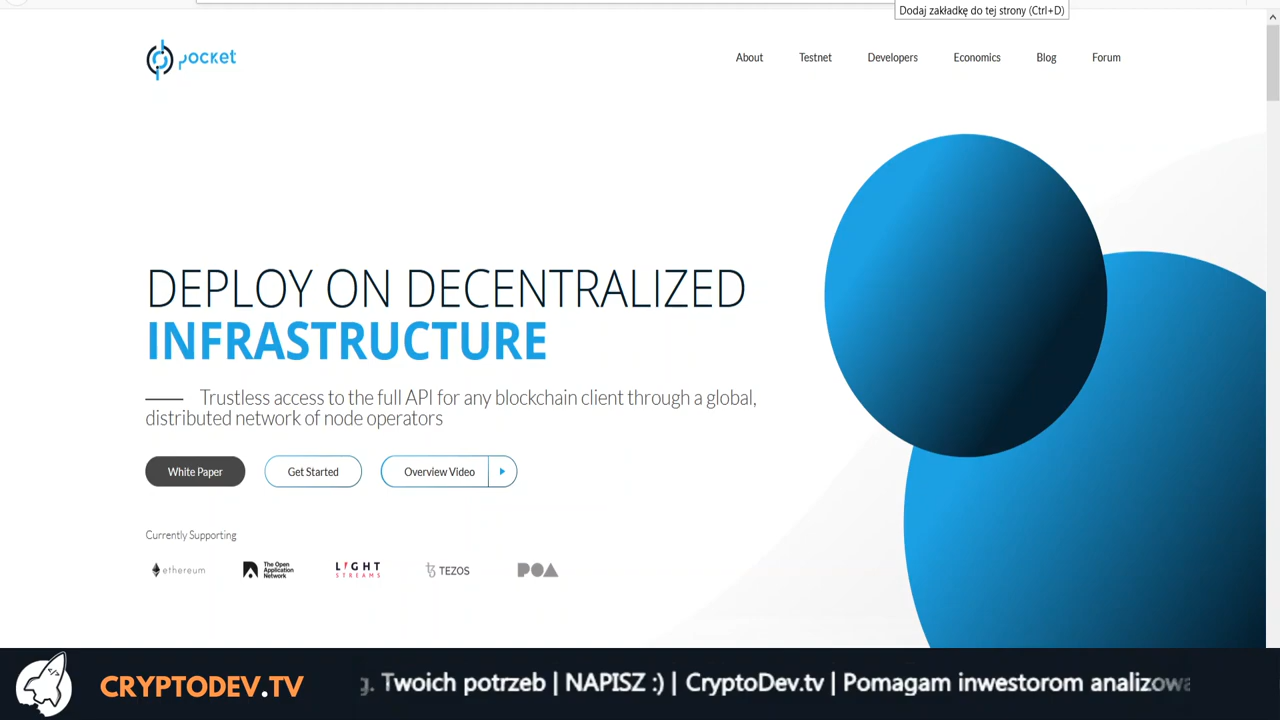 Dodaj zakładkę do tej strony (Ctrl+D)
pocket
About Testnet Developers Economics Blog Forum
DEPLOY ON DECENTRALIZED
INFRASTRUCTURE
Trustless access to the full API for any blockchain client through a global,
distributed network of node operators
White Paper Get Started Overview Video
Currently Supporting
ethereum
The Open
Application
Network
LIGHT
STREAMS
TEZOS
POA
CRYPTODEV.TV
g. Twoich potrzeb | NAPISZ :) | CryptoDev.tv | Pomagam inwestorom analizowa